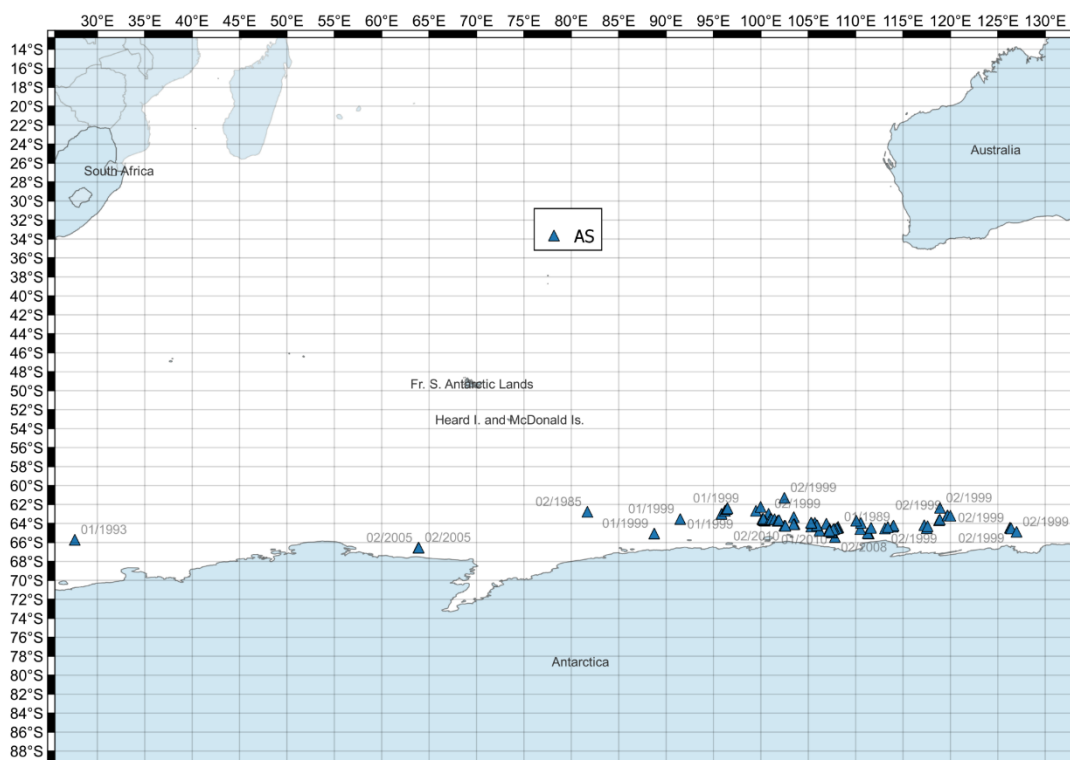 30°E 35°E 40°E 45°E 50°E 55°E 60°E 65°E 70°E 75°E 80°E 85°E 90°E 95°E 100°E 105°E 110°E 115°E 120°E 125°E 130°E
14°S
16°S
18°S
20°S
22°S
24°S
Australia
26°S
South Africa
28°S
30°S
32°S
34°S
AS
36°S
38°S
40°S
42°S
44°S
46°S
48°S
Fr. S. Antarctic Lands
50°S
52°S
Heard I. and McDonald Is.
54°S
56°S
58°S
60°S
02/1999
01/1999
02/1985
62°S
02/1999 02/1999
02/1999
01/1999
64°S
01/1989
02/1999
01/1993
01/1999 01/1999
02/1999
66°S
02/2005 02/2005
02/2010 01/2010
02/2008
02/1999 02/1999
68°S
70°S
72°S
74°S
76°S
78°S
Antarctica
80°S
82°S
84°S
86°S
88°S